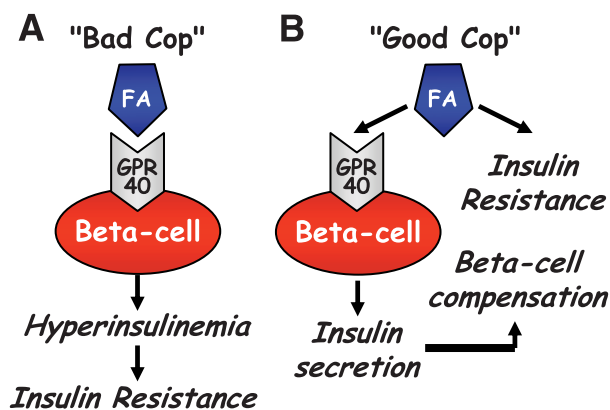 A
"Bad Cop"
FA
GPR
40
Beta-cell
Hyperinsulinemia
Insulin Resistance
B
"Good Cop"
FA
GPR
40
Beta-cell
Insulin
secretion
Insulin
Resistance
Beta-cell
compensation